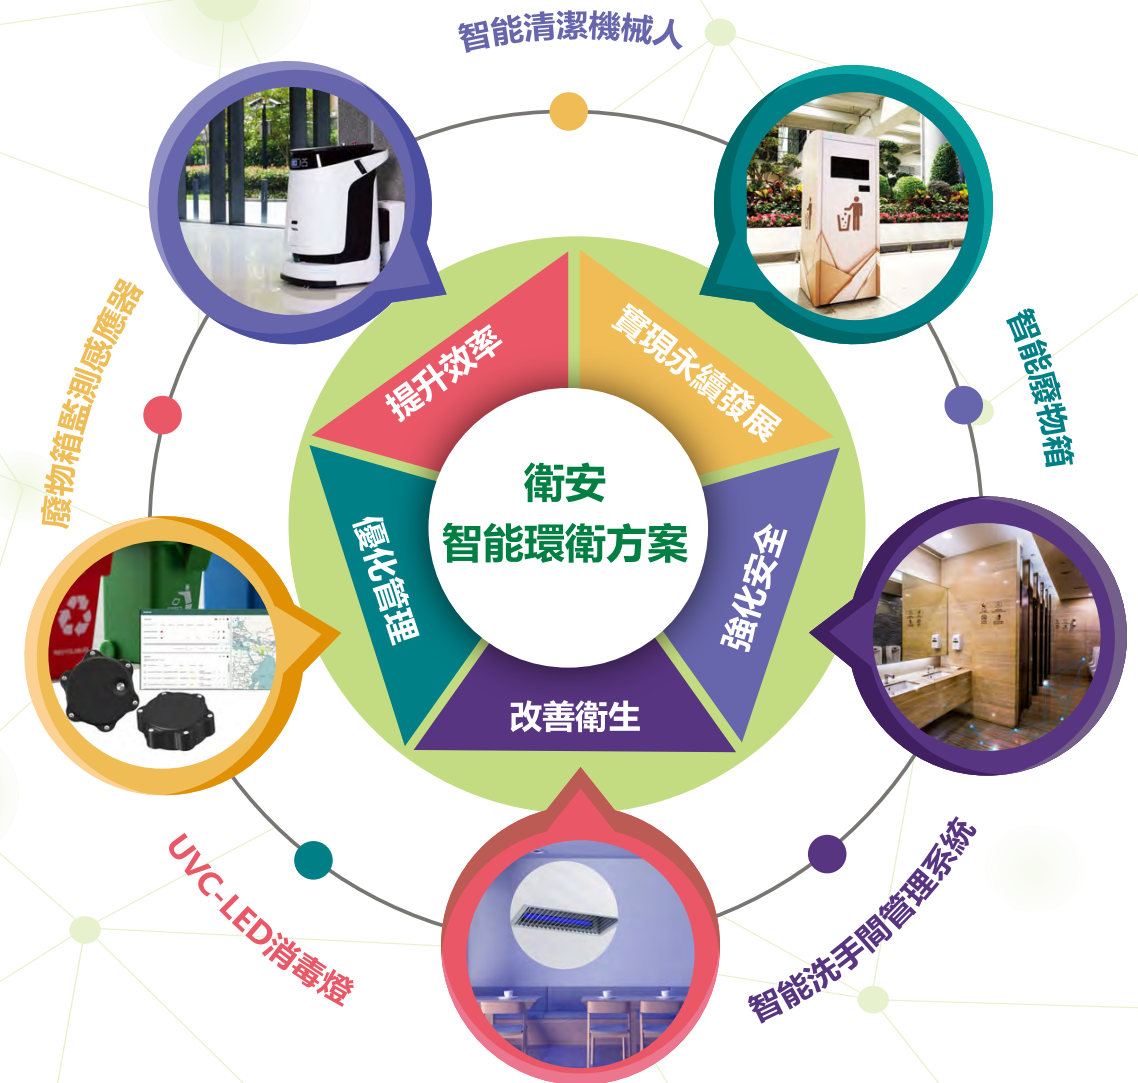 智能清潔機械人
智能廢物箱
廢物箱監測感應器
提升效率
實現永續發展
衛安
智能環衛方案
優化管理
強化安全
改善衛生
UVC-LED消毒燈
智能洗手間管理系統